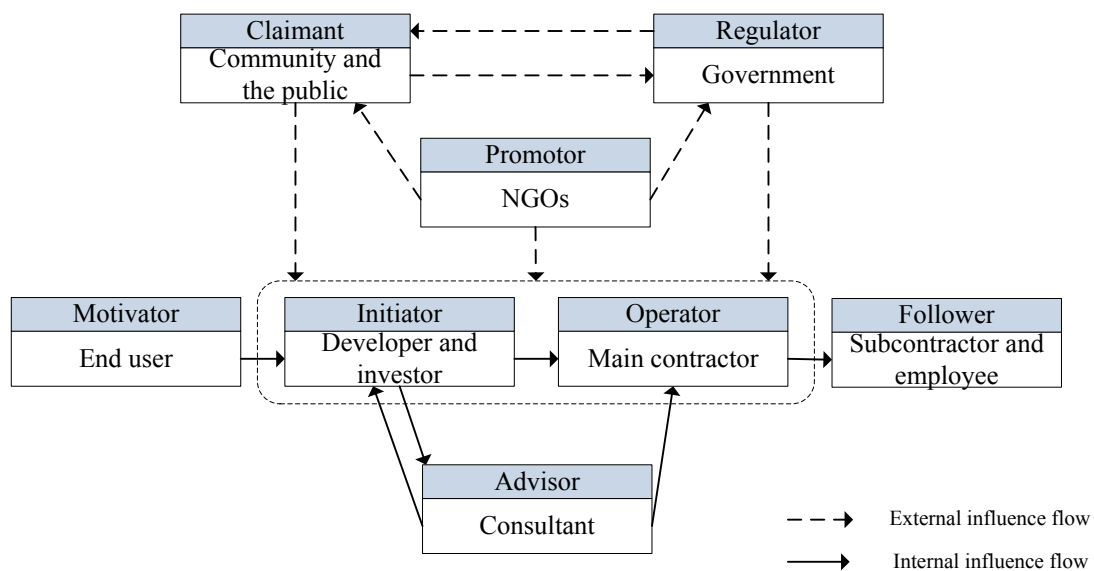 Claimant
Community and
the public
Regulator
Government
Promotor
NGOs
Motivator
End user
Initiator
Developer and
investor
Operator
Main contractor
Follower
Subcontractor and
employee
Advisor
Consultant
External influence flow
Internal influence flow